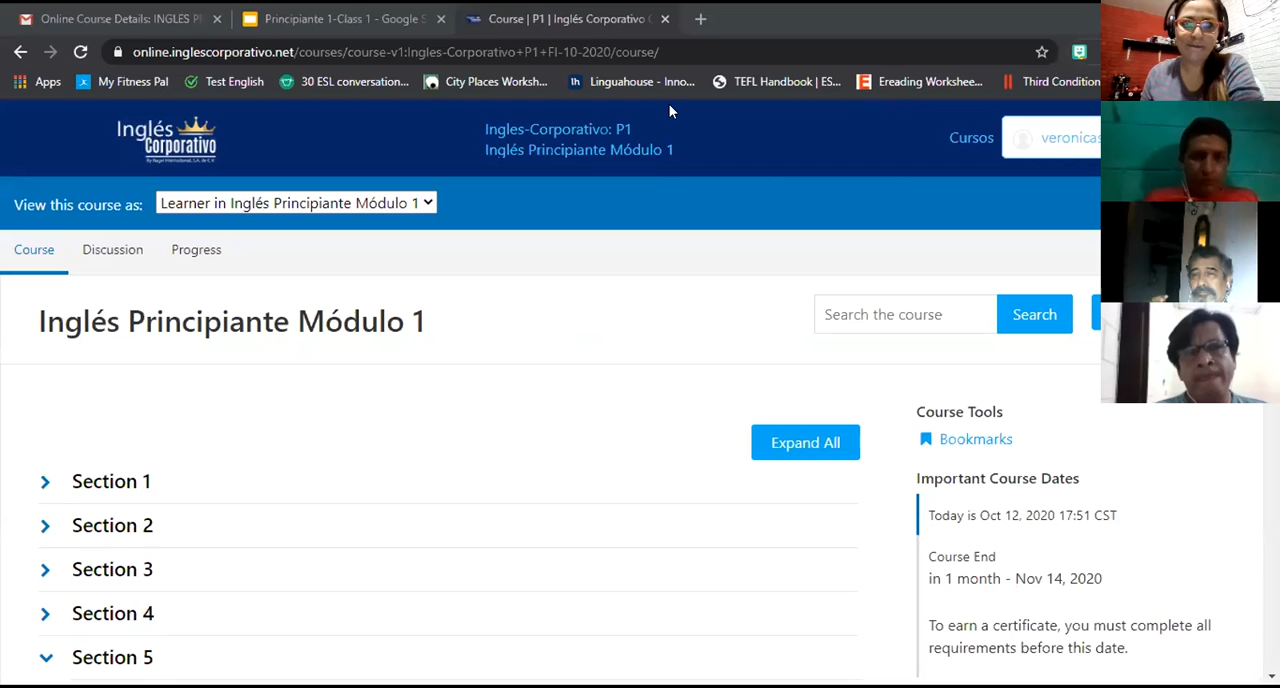 Online Course Details: INGLES P
Principiante 1-Class 1 - Google S
Course | P1 | Inglés Corporativo
online.inglescorporativo.net/courses/course-v1:Ingles-Corporativo+P1+FI-10-2020/course/
Apps
My Fitness Pal
Test English
30 ESL conversation...
City Places Worksh...
Linguahouse - Inno...
TEFL Handbook | ES...
Ereading Workshee...
Third Condition
Inglés
Corporativo
By Nagel International, S.A. de C.V.
Ingles-Corporativo: P1
Inglés Principiante Módulo 1
Cursos
veronicas
View this course as:
Learner in Inglés Principiante Módulo 1
Course
Discussion
Progress
Inglés Principiante Módulo 1
Search the course
Search
Expand All
Section 1
Section 2
Section 3
Section 4
Section 5
Course Tools
Bookmarks
Important Course Dates
Today is Oct 12, 2020 17:51 CST
Course End
in 1 month - Nov 14, 2020
To earn a certificate, you must complete all
requirements before this date.